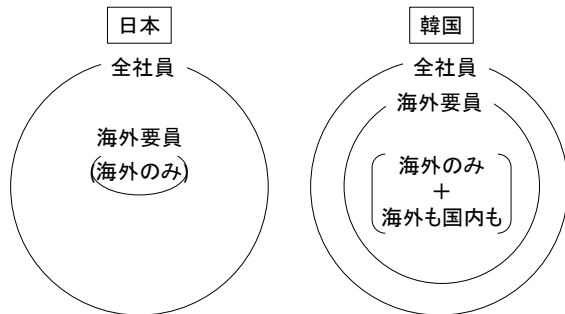 日本
全社員
海外要員
(海外のみ)
韓国
全社員
海外要員
海外のみ
＋
海外も国内も